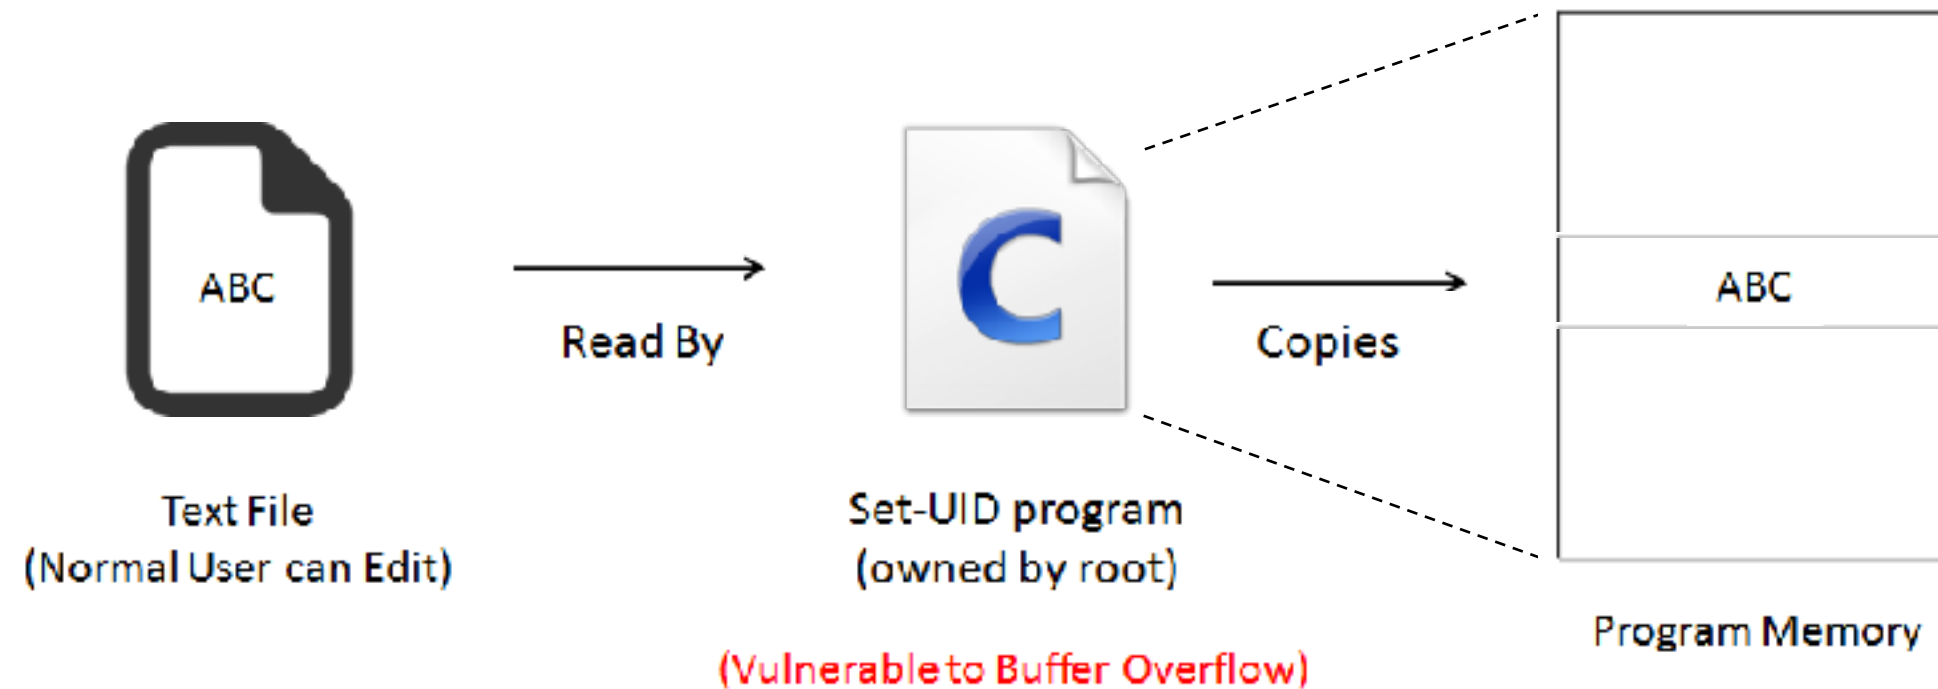 ABC
Text File
(Normal User can Edit)
Read By
C
Set-UID program
(owned by root)
(Vulnerable to Buffer Overflow)
Copies
ABC
Program Memory